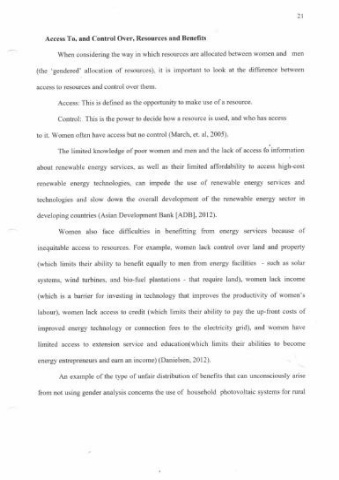 21
Access To, and Control Over, Resources and Benefits
When considering the way in which resources are allocated between women and men
(the 'gendered' allocation of resources), it is important to look at the difference between
access to resources and control over them.
Access: This is defined as the opportunity to make use of a resource.
Control: This is the power to decide how a resource is used, and who has access
to it. Women often have access but no control (March, et. al, 2005).
The limited knowledge of poor women and men and the lack of access to information
about renewable energy services, as well as their limited affordability to access high-cost
renewable energy technologies, can impede the use of renewable energy services and
technologies and slow down the overall development of the renewable energy sector in
developing countries (Asian Development Bank [ADB], 2012).
Women also face difficulties in benefitting from energy services because of
inequitable access to resources. For example, women lack control over land and property
(which limits their ability to benefit equally to men from energy facilities - such as solar
systems, wind turbines, and bio-fuel plantations - that require land), women lack income
(which is a barrier for investing in technology that improves the productivity of women's
labour), women lack access to credit (which limits their ability to pay the up-front costs of
improved energy technology or connection fees to the electricity grid), and women have
limited access to extension service and education(which limits their abilities to become
energy entrepreneurs and earn an income) (Danielsen, 2012).
An example of the type of unfair distribution of benefits that can unconsciously arise
from not using gender analysis concerns the use of household photovoltaic systems for rural